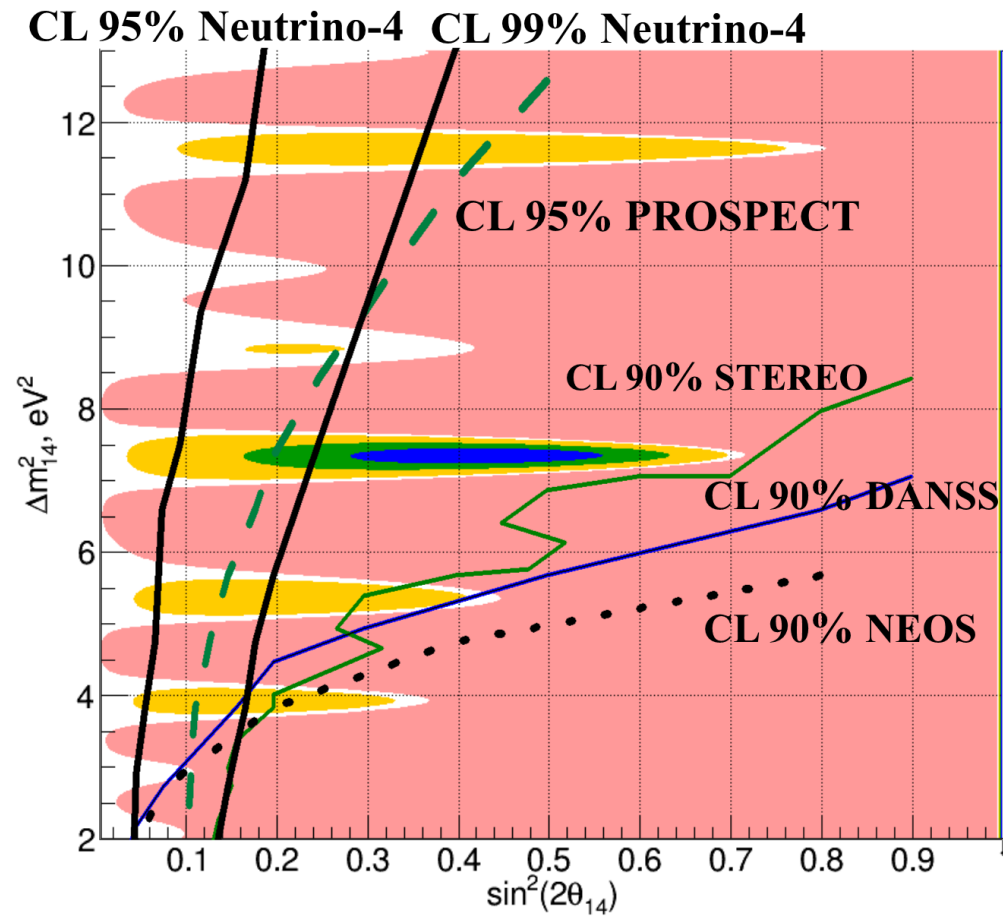 CL 95% Neutrino-4 CL 99% Neutrino-4
12
CL 95% PROSPECT
10
CL 90% STEREO
8
CL 90% DANSS
6
CL 90% NEOS
4
2
0.1 0.2 0.3 0.4 0.5 0.6 0.7 0.8 0.9
sin²(2θ₁₄)
Δm²₁₄, eV²